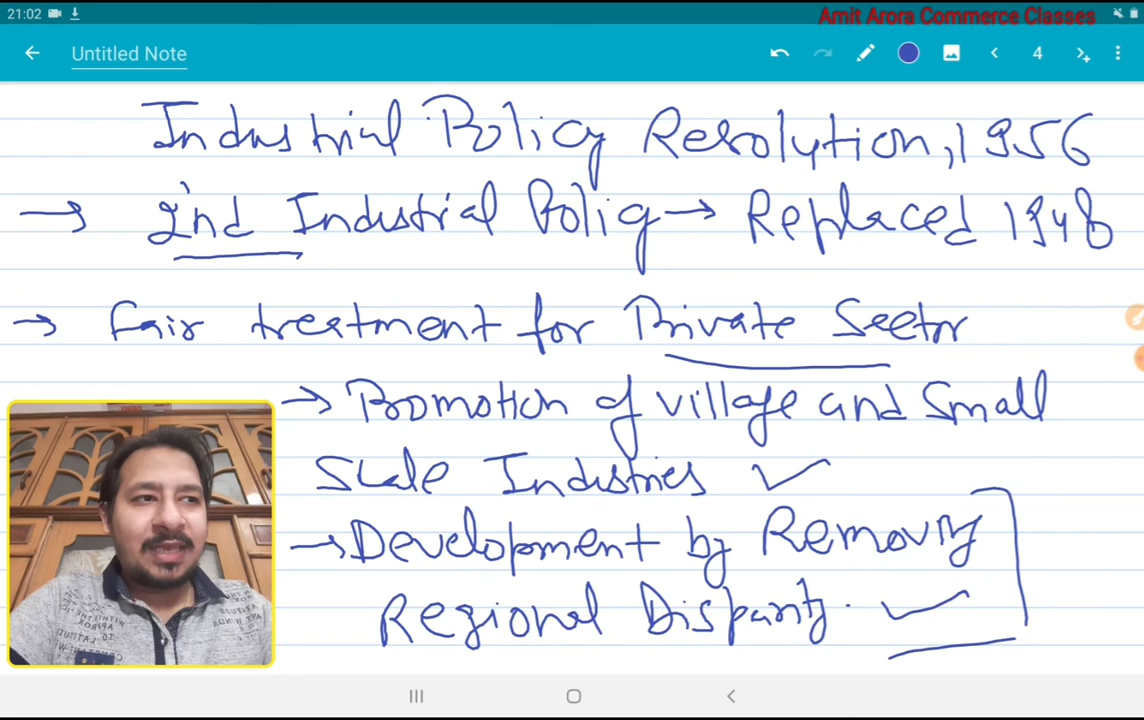 21:02
Amit Arora Commerce Classes
Untitled Note
4
Industrial Policy Resolytion, 1956
→ 2nd Industrial Policy → Replaced 1948
→ Fair treatment for Private Sector
→ Promotion of village and Small
Scale Industries ✓
→ Development by Removing
Regional Disparity. ✓